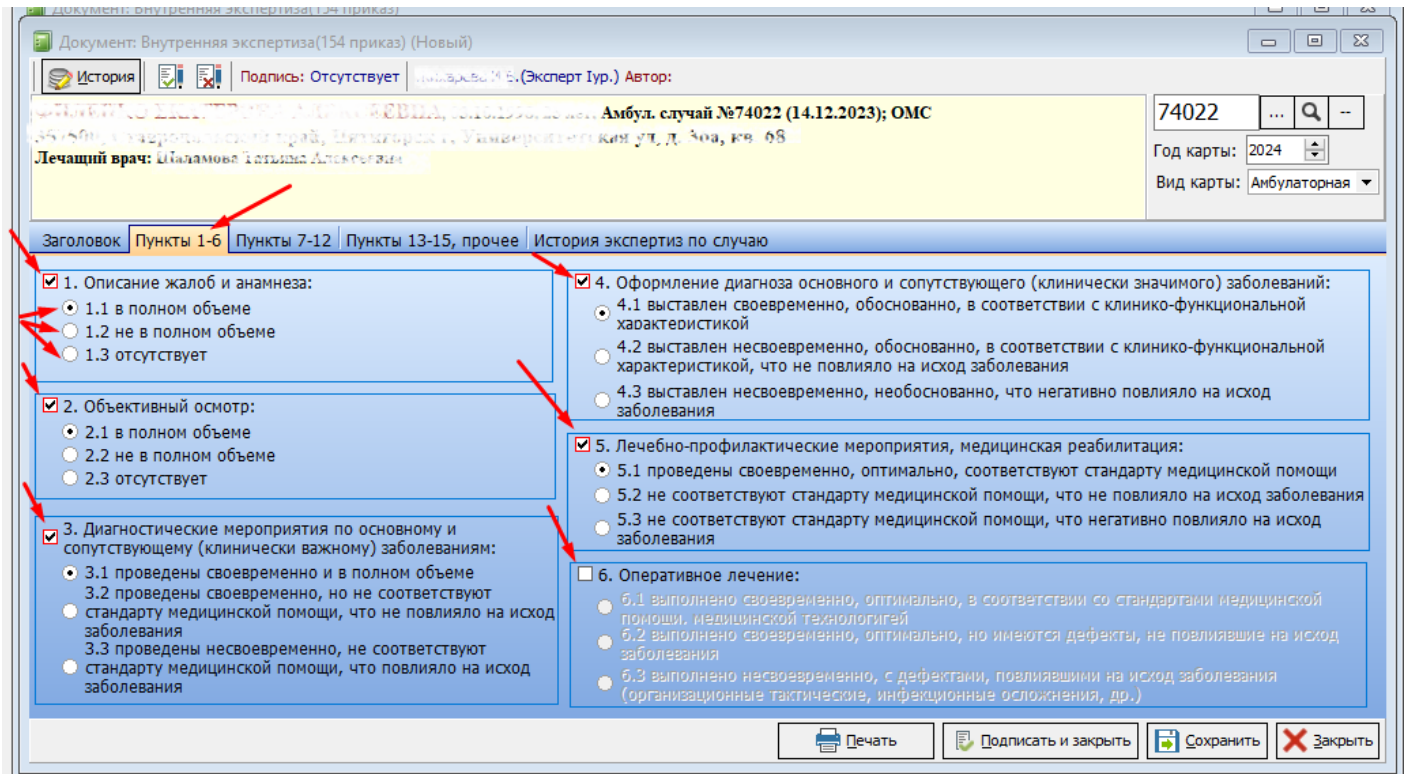 Документ: Внутренняя экспертиза(154 приказ)
Документ: Внутренняя экспертиза(154 приказ) (Новый)
История Подпись: Отсутствует (Эксперт Iур.) Автор:
Амбул. случай №74022 (14.12.2023); ОМС
74022 ... --
Лечащий врач:
Год карты: 2024
Вид карты: Амбулаторная
Заголовок Пункты 1-6 Пункты 7-12 Пункты 13-15, прочее История экспертиз по случаю
1. Описание жалоб и анамнеза:
1.1 в полном объеме
1.2 не в полном объеме
1.3 отсутствует
2. Объективный осмотр:
2.1 в полном объеме
2.2 не в полном объеме
2.3 отсутствует
3. Диагностические мероприятия по основному и
сопутствующему (клинически важному) заболеваниям:
3.1 проведены своевременно и в полном объеме
3.2 проведены своевременно, но не соответствуют
стандарту медицинской помощи, что не повлияло на исход
заболевания
3.3 проведены несвоевременно, не соответствуют
стандарту медицинской помощи, что повлияло на исход
заболевания
4. Оформление диагноза основного и сопутствующего (клинически значимого) заболеваний:
4.1 выставлен своевременно, обоснованно, в соответствии с клинико-функциональной
характеристикой
4.2 выставлен несвоевременно, обоснованно, в соответствии с клинико-функциональной
характеристикой, что не повлияло на исход заболевания
4.3 выставлен несвоевременно, необоснованно, что негативно повлияло на исход
заболевания
5. Лечебно-профилактические мероприятия, медицинская реабилитация:
5.1 проведены своевременно, оптимально, соответствуют стандарту медицинской помощи
5.2 не соответствуют стандарту медицинской помощи, что не повлияло на исход заболевания
5.3 не соответствуют стандарту медицинской помощи, что негативно повлияло на исход
заболевания
6. Оперативное лечение:
6.1 выполнено своевременно, оптимально, в соответствии со стандартами медицинской
помощи, медицинской технологигей
6.2 выполнено своевременно, оптимально, но имеются дефекты, не повлиявшие на исход
заболевания
6.3 выполнено несвоевременно, с дефектами, повлиявшими на исход заболевания
(организационные тактические, инфекционные осложнения, др.)
Печать Подписать и закрыть Сохранить Закрыть